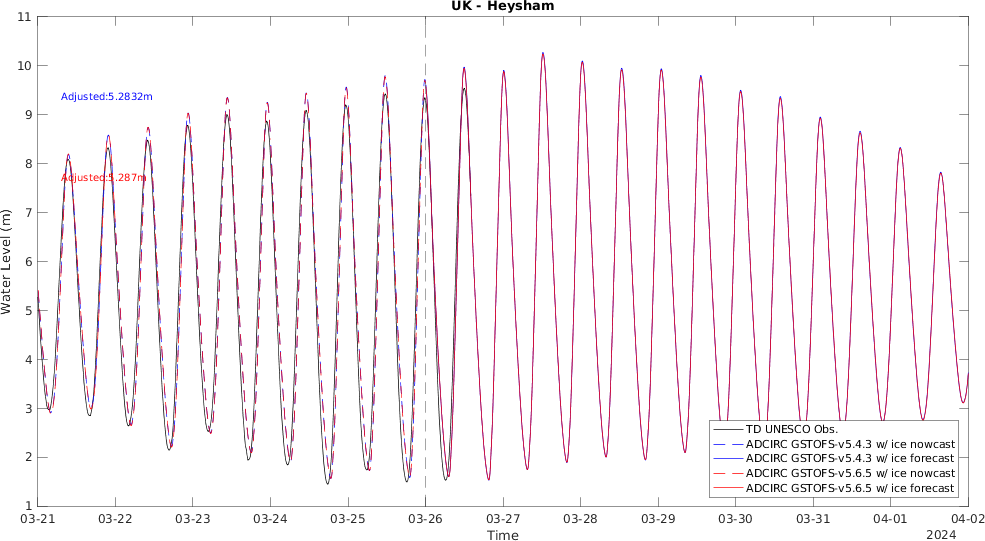 UK - Heysham
11
10
9
8
7
6
5
4
3
2
1
Water Level (m)
Adjusted:5.2832m
Adjusted:5.287m
TD UNESCO Obs.
ADCIRC GSTOFS-v5.4.3 w/ ice nowcast
ADCIRC GSTOFS-v5.4.3 w/ ice forecast
ADCIRC GSTOFS-v5.6.5 w/ ice nowcast
ADCIRC GSTOFS-v5.6.5 w/ ice forecast
03-21 03-22 03-23 03-24 03-25 03-26 03-27 03-28 03-29 03-30 03-31 04-01 04-02
Time
2024